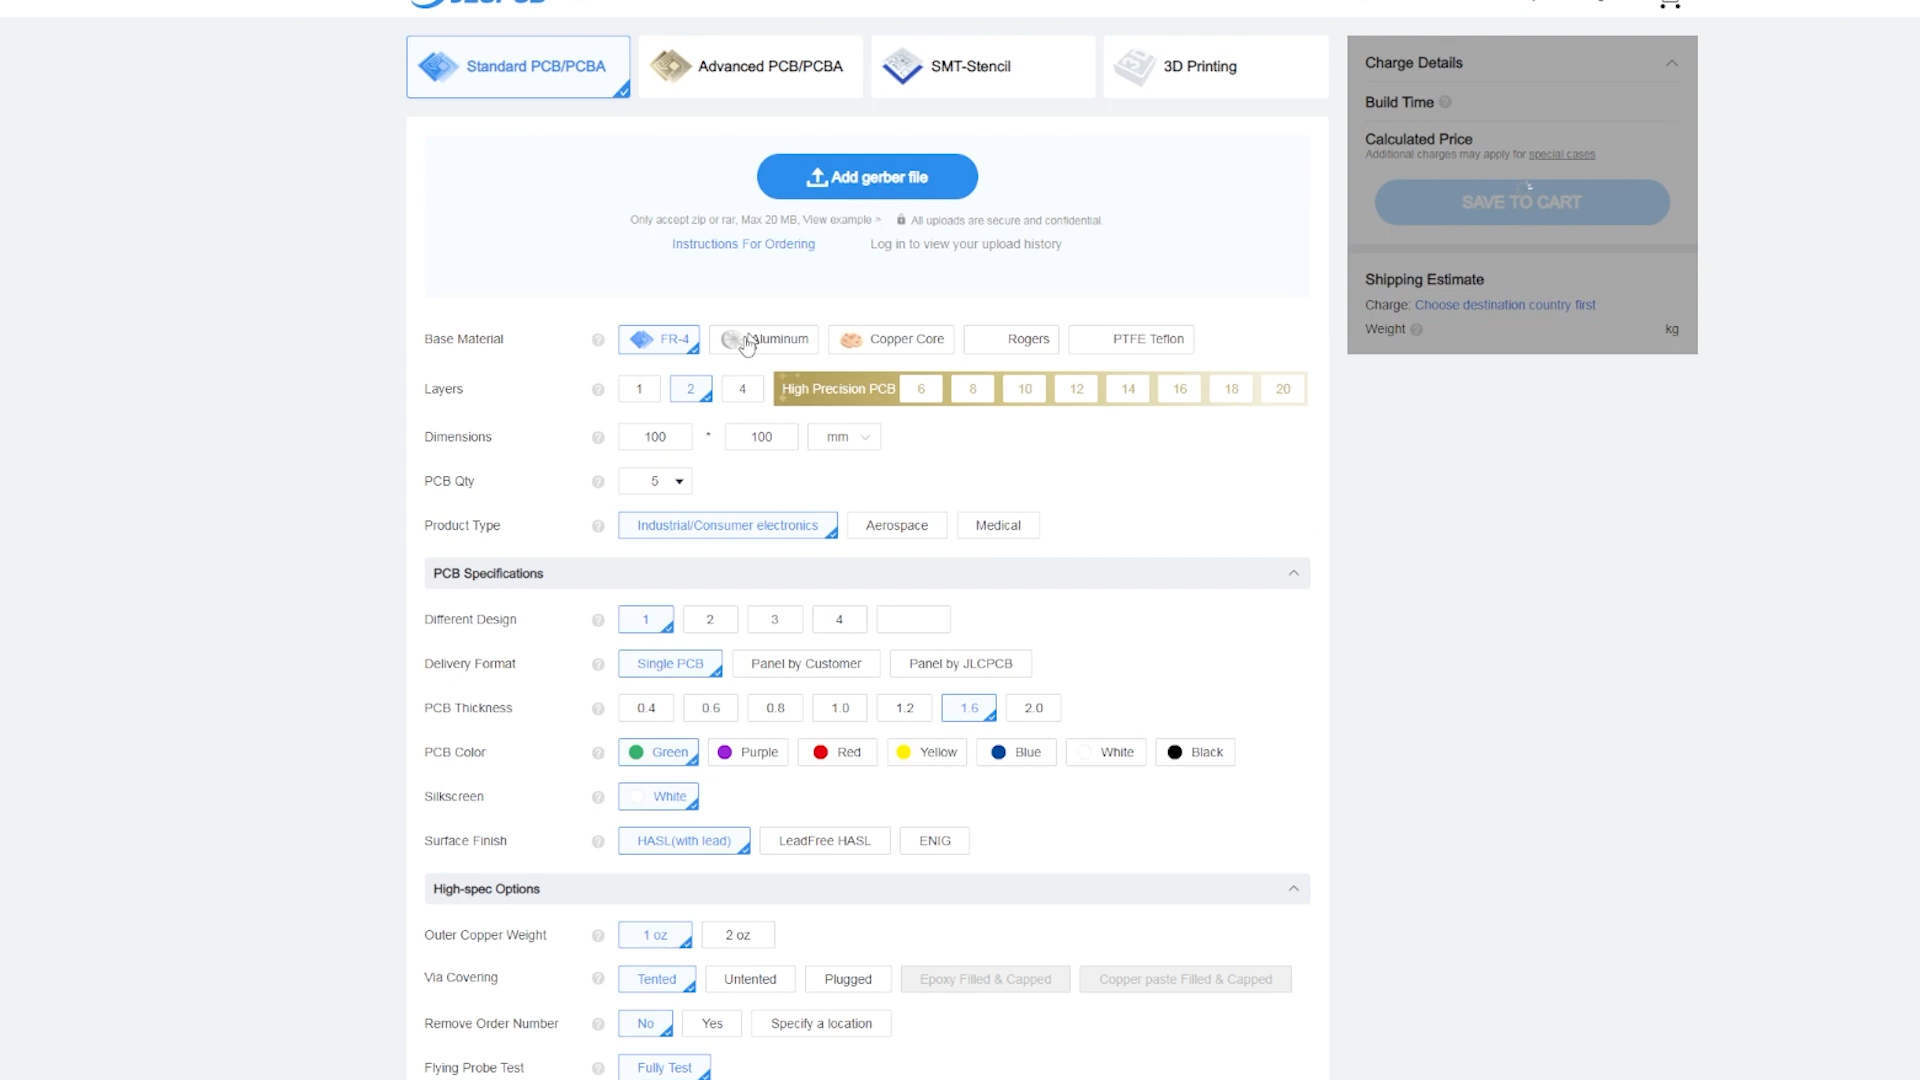 Standard PCB/PCBA
Advanced PCB/PCBA
SMT-Stencil
3D Printing
Charge Details
Build Time
Calculated Price
Additional charges may apply for special cases
SAVE TO CART
Shipping Estimate
Charge: Choose destination country first
Weight kg
Add gerber file
Only accept zip or rar, Max 20 MB, View example > All uploads are secure and confidential.
Instructions For Ordering Log in to view your upload history
Base Material FR-4 Aluminum Copper Core Rogers PTFE Teflon
Layers 1 2 4 High Precision PCB 6 8 10 12 14 16 18 20
Dimensions 100 * 100 mm
PCB Qty 5
Product Type Industrial/Consumer electronics Aerospace Medical
PCB Specifications
Different Design 1 2 3 4
Delivery Format Single PCB Panel by Customer Panel by JLCPCB
PCB Thickness 0.4 0.6 0.8 1.0 1.2 1.6 2.0
PCB Color Green Purple Red Yellow Blue White Black
Silkscreen White
Surface Finish HASL(with lead) LeadFree HASL ENIG
High-spec Options
Outer Copper Weight 1 oz 2 oz
Via Covering Tented Untented Plugged Epoxy Filled & Capped Copper paste Filled & Capped
Remove Order Number No Yes Specify a location
Flying Probe Test Fully Test